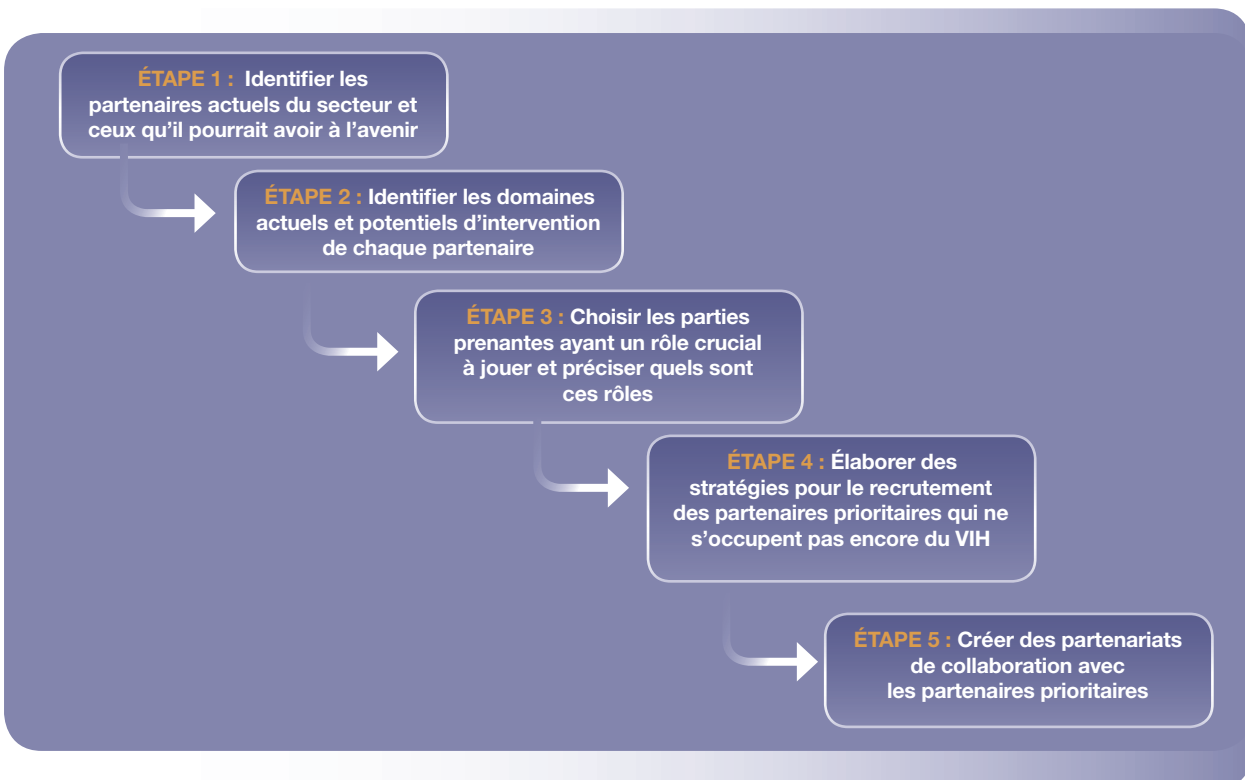 ÉTAPE 1 : Identifier les
partenaires actuels du secteur et
ceux qu’il pourrait avoir à l’avenir
ÉTAPE 2 : Identifier les domaines
actuels et potentiels d’intervention
de chaque partenaire
ÉTAPE 3 : Choisir les parties
prenantes ayant un rôle crucial
à jouer et préciser quels sont
ces rôles
ÉTAPE 4 : Élaborer des
stratégies pour le recrutement
des partenaires prioritaires qui ne
s’occupent pas encore du VIH
ÉTAPE 5 : Créer des partenariats
de collaboration avec
les partenaires prioritaires